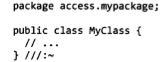 package access.mypackage;
public class MyClass {
// ...
} ///:~